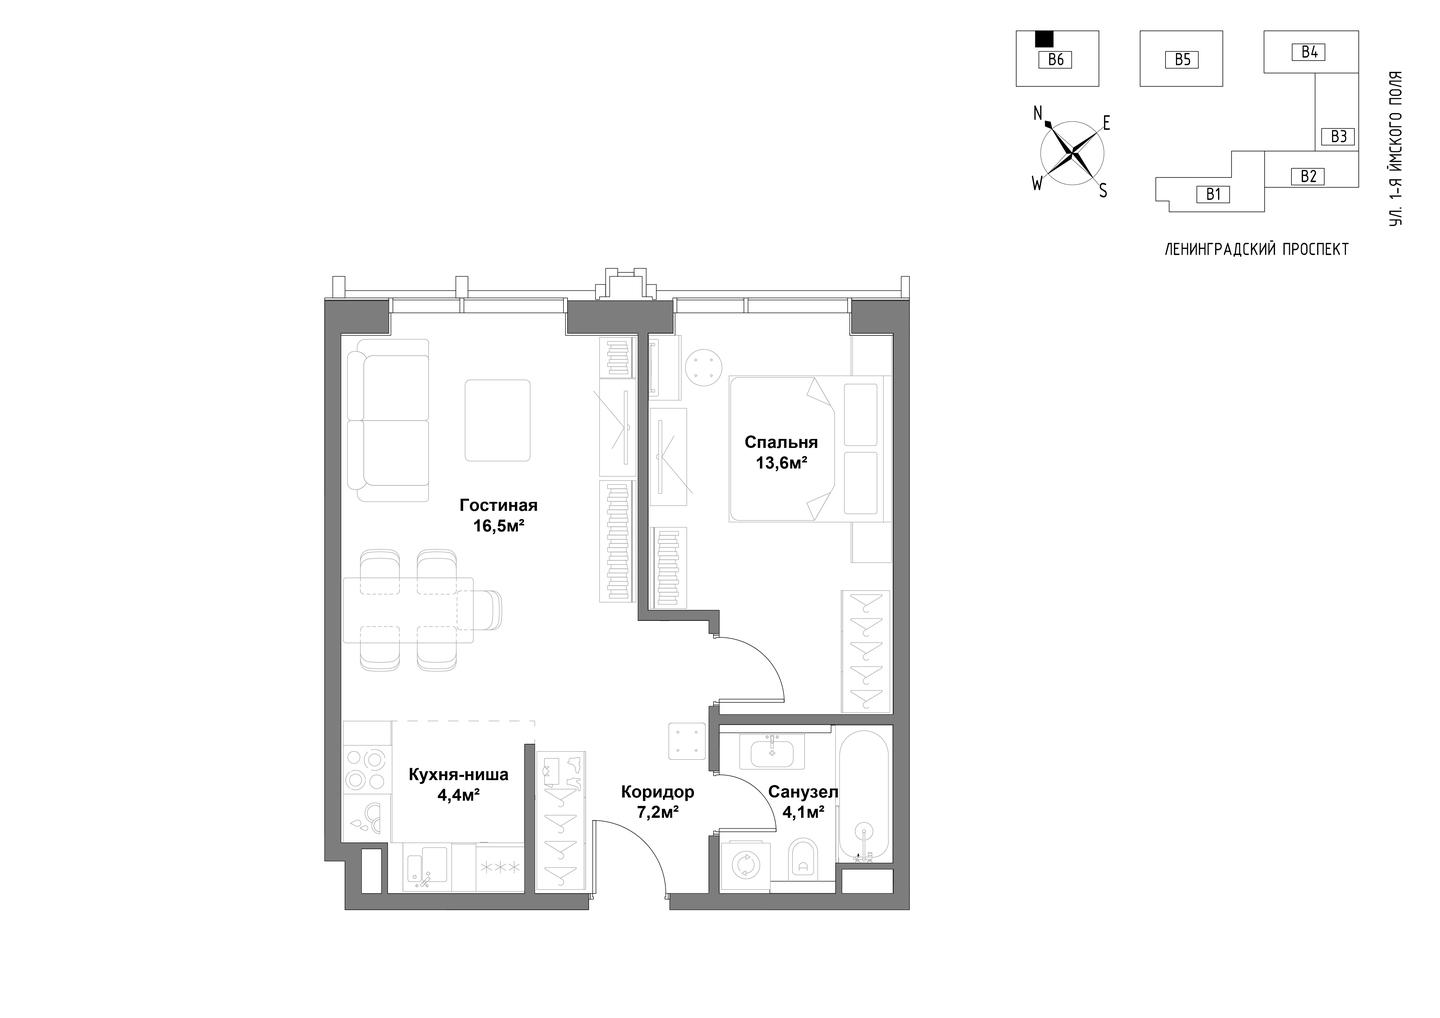 B6
B5
B4
B3
B2
B1
N
E
W
S
УЛ. 1-Я ЙМСКОГО ПОЛЯ
ЛЕНИНГРАДСКИЙ ПРОСПЕКТ
Спальня
13,6м²
Гостиная
16,5м²
Кухня-ниша
4,4м²
Коридор
7,2м²
Санузел
4,1м²